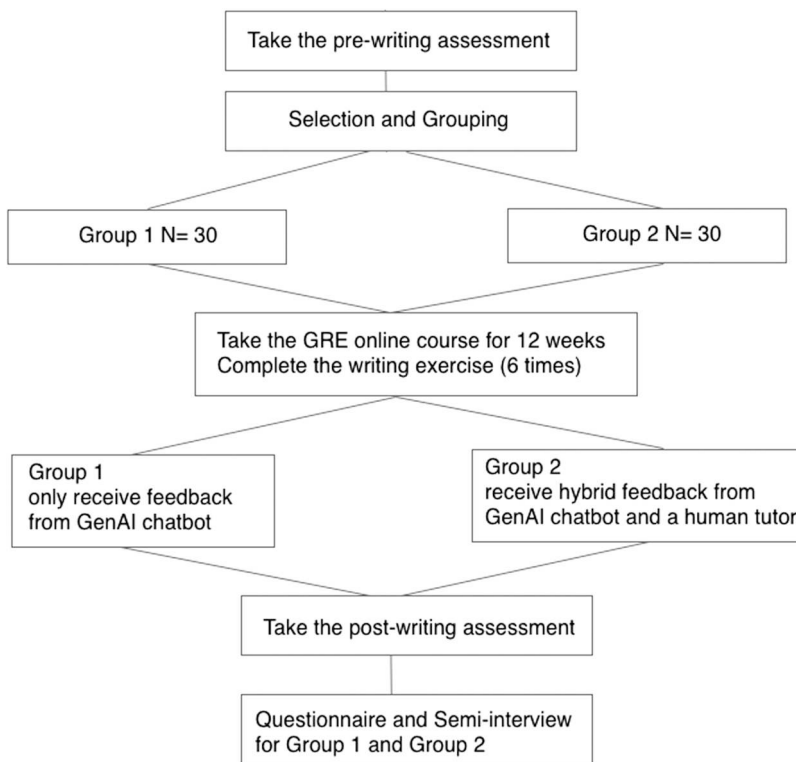 Take the pre-writing assessment
Selection and Grouping
Group 1 N= 30
Group 2 N= 30
Take the GRE online course for 12 weeks
Complete the writing exercise (6 times)
Group 1
only receive feedback
from GenAI chatbot
Group 2
receive hybrid feedback from
GenAI chatbot and a human tutor
Take the post-writing assessment
Questionnaire and Semi-interview
for Group 1 and Group 2